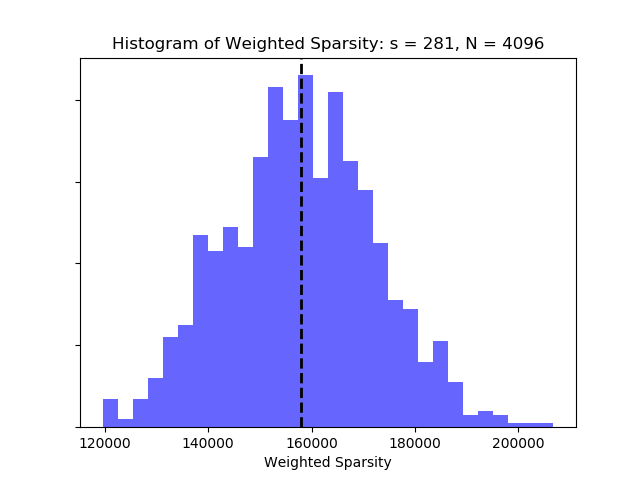 Histogram of Weighted Sparsity: s = 281, N = 4096
120000 140000 160000 180000 200000
Weighted Sparsity